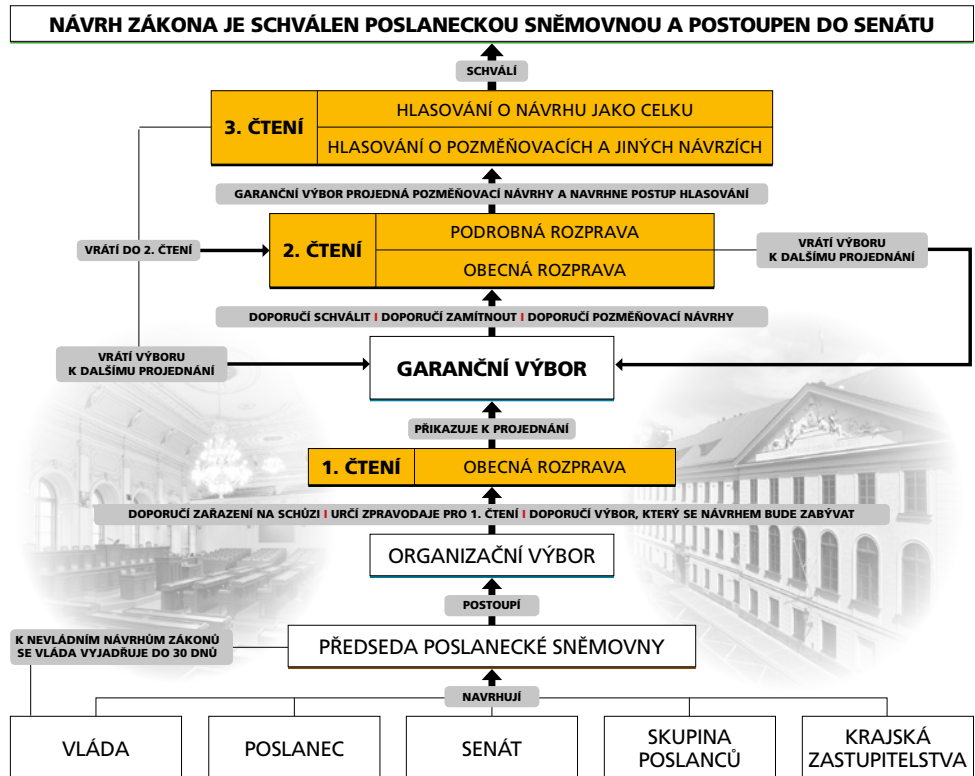 NÁVRH ZÁKONA JE SCHVÁLEN POSLANECKOU SNĚMOVNOU A POSTOUPEN DO SENÁTU
SCHVÁLÍ
3. ČTENÍ
HLASOVÁNÍ O NÁVRHU JAKO CELKU
HLASOVÁNÍ O POZMĚŇOVACÍCH A JINÝCH NÁVRZÍCH
GARANČNÍ VÝBOR PROJEDNÁ POZMĚŇOVACÍ NÁVRHY A NAVRHNE POSTUP HLASOVÁNÍ
VRÁTÍ DO 2. ČTENÍ
2. ČTENÍ
PODROBNÁ ROZPRAVA
OBECNÁ ROZPRAVA
VRÁTÍ VÝBORU
K DALŠÍMU PROJEDNÁNÍ
DOPORUČÍ SCHVÁLIT I DOPORUČÍ ZAMÍTNOUT I DOPORUČÍ POZMĚŇOVACÍ NÁVRHY
VRÁTÍ VÝBORU
K DALŠÍMU PROJEDNÁNÍ
GARANČNÍ VÝBOR
PŘIKAZUJE K PROJEDNÁNÍ
1. ČTENÍ
OBECNÁ ROZPRAVA
DOPORUČÍ ZAŘAZENÍ NA SCHŮZI I URČÍ ZPRAVODAJE PRO 1. ČTENÍ I DOPORUČÍ VÝBOR, KTERÝ SE NÁVRHEM BUDE ZABÝVAT
ORGANIZAČNÍ VÝBOR
POSTOUPÍ
K NEVLÁDNÍM NÁVRHŮM ZÁKONŮ
SE VLÁDA VYJADŘUJE DO 30 DNŮ
PŘEDSEDA POSLANECKÉ SNĚMOVNY
NAVRHUJÍ
VLÁDA
POSLANEC
SENÁT
SKUPINA
POSLANCŮ
KRAJSKÁ
ZASTUPITELSTVA